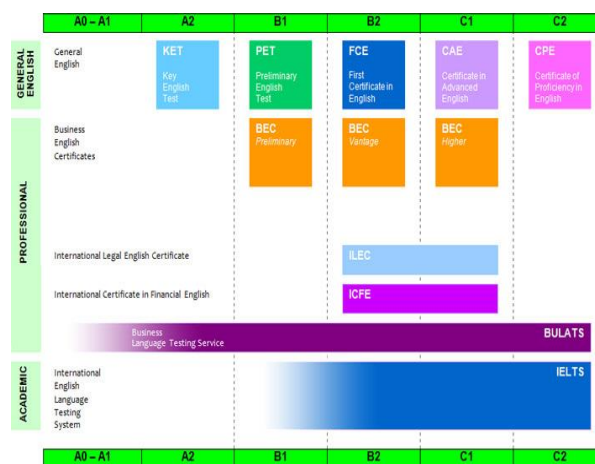 A0 – A1 A2 B1 B2 C1 C2
GENERAL
ENGLISH
General
English
KET
Key
English
Test
PET
Preliminary
English
Test
FCE
First
Certificate in
English
CAE
Certificate in
Advanced
English
CPE
Certificate of
Proficiency in
English
PROFESSIONAL
Business
English
Certificates
BEC
Preliminary
BEC
Vantage
BEC
Higher
International Legal English Certificate
ILEC
International Certificate in Financial English
ICFE
Business
Language Testing Service
BULATS
ACADEMIC
International
English
Language
Testing
System
IELTS
A0 – A1 A2 B1 B2 C1 C2